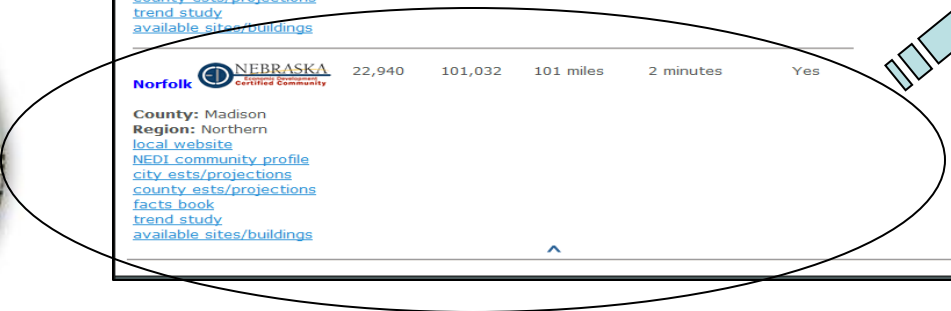 county ests/projections
trend study
available sites/buildings
Norfolk NEBRASKA Economic Development Certified Community 22,940 101,032 101 miles 2 minutes Yes
County: Madison
Region: Northern
local website
NEDI community profile
city ests/projections
county ests/projections
facts book
trend study
available sites/buildings